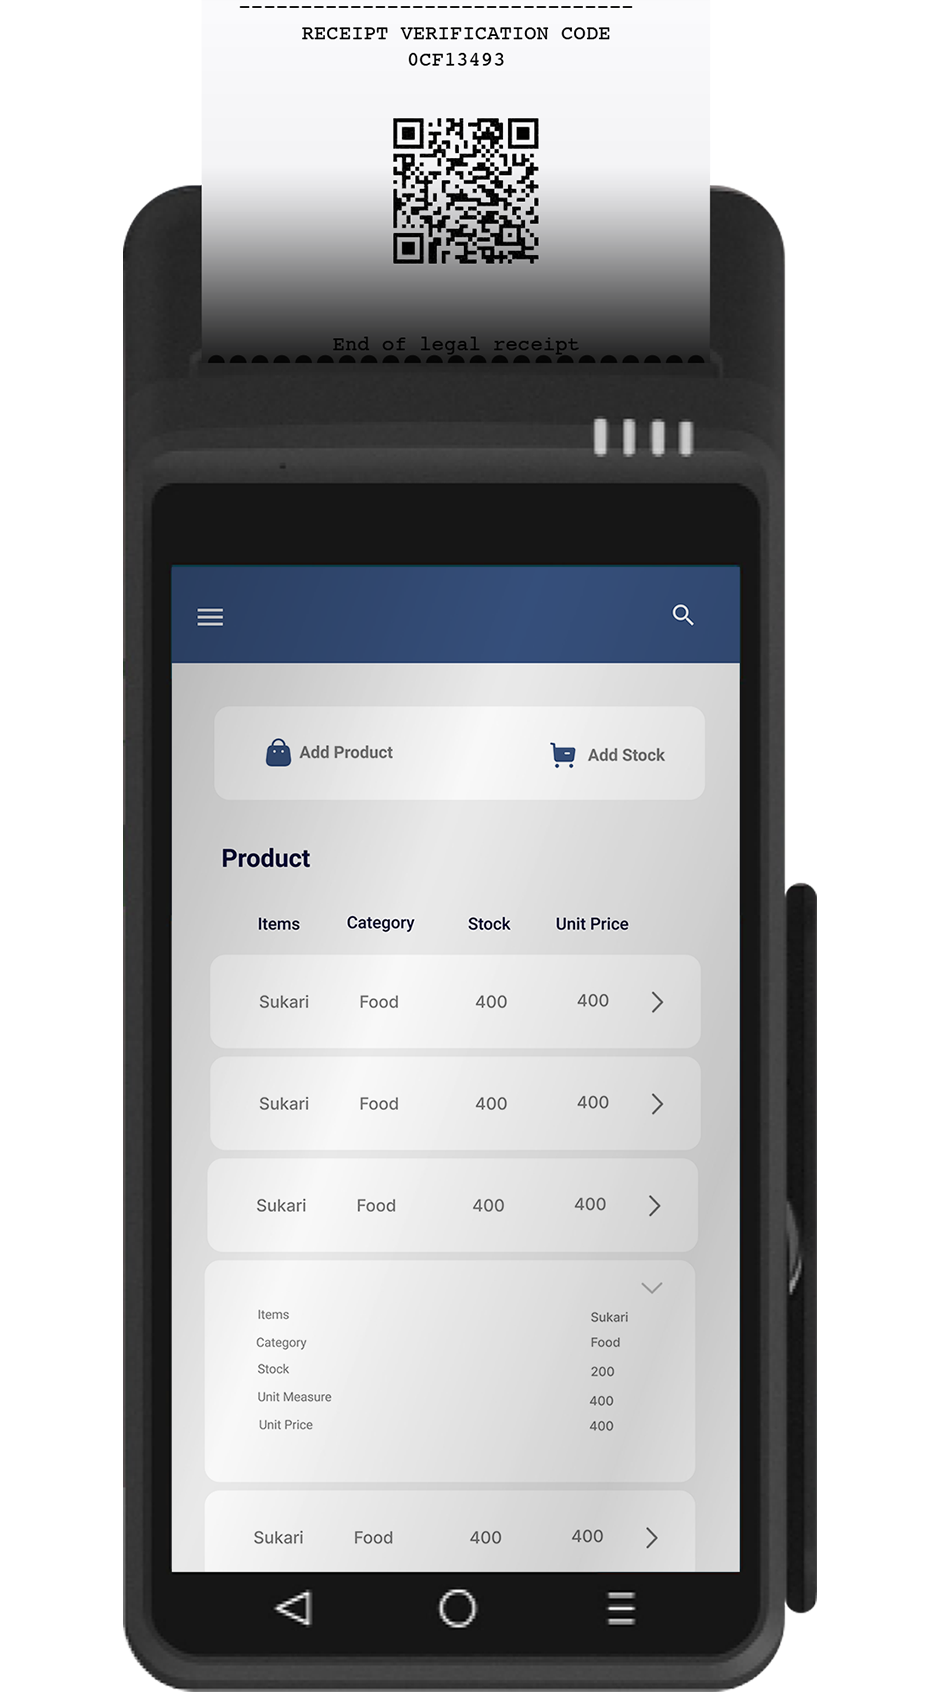 RECEIPT VERIFICATION CODE
0CF13493
End of legal receipt
Add Product Add Stock
Product
Items Category Stock Unit Price
Sukari Food 400 400
Sukari Food 400 400
Sukari Food 400 400
Items Sukari
Category Food
Stock 200
Unit Measure 400
Unit Price 400
Sukari Food 400 400